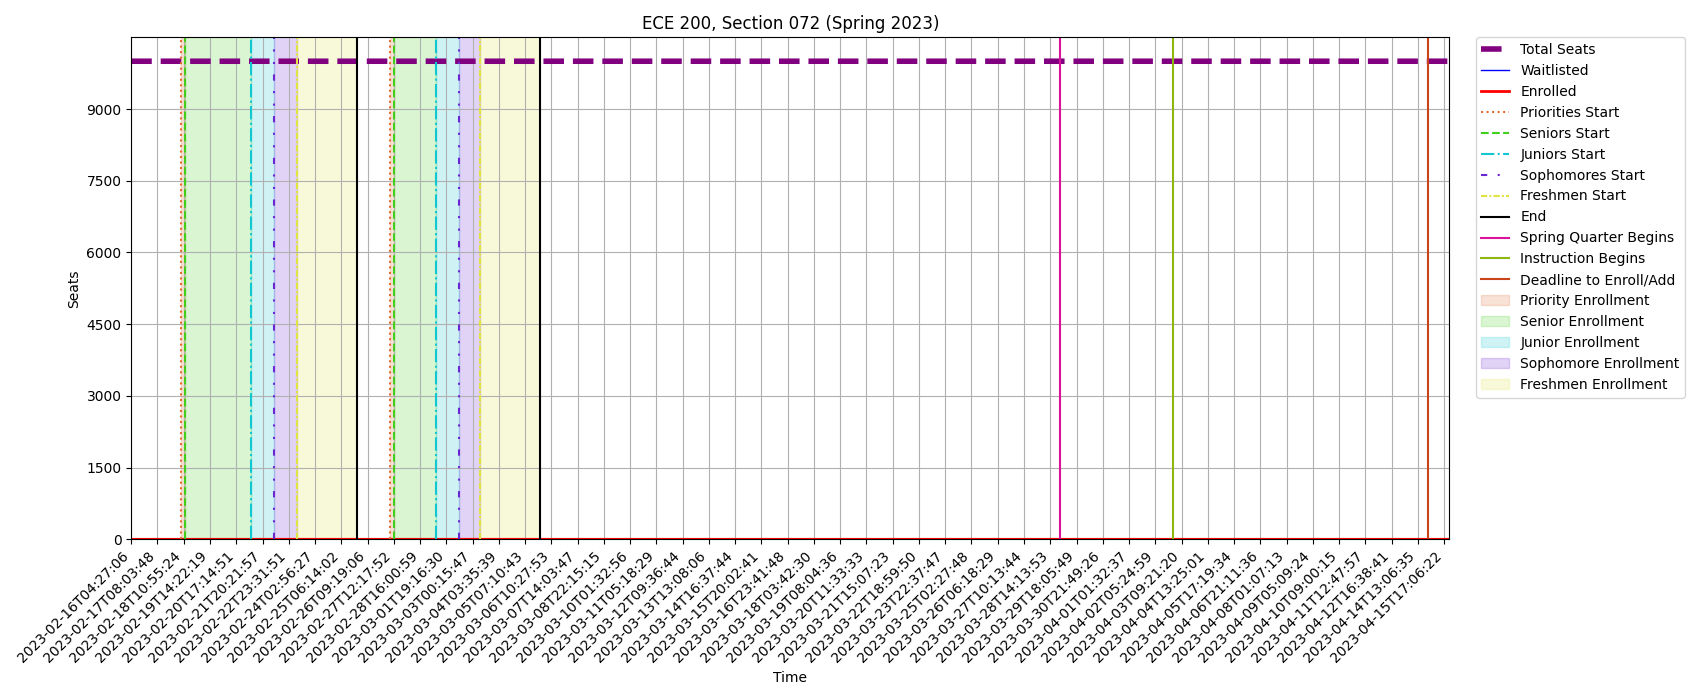 ECE 200, Section 072 (Spring 2023)
Total Seats
Waitlisted
Enrolled
Priorities Start
Seniors Start
Juniors Start
Sophomores Start
Freshmen Start
End
Spring Quarter Begins
Instruction Begins
Deadline to Enroll/Add
Priority Enrollment
Senior Enrollment
Junior Enrollment
Sophomore Enrollment
Freshmen Enrollment
Seats
9000
7500
6000
4500
3000
1500
0
2023-02-16T04:27:06
2023-02-17T08:03:48
2023-02-18T10:55:24
2023-02-19T14:22:19
2023-02-20T17:14:51
2023-02-21T20:21:57
2023-02-22T23:31:51
2023-02-24T02:56:27
2023-02-25T06:14:02
2023-02-26T09:19:06
2023-02-27T12:17:52
2023-02-28T16:00:59
2023-03-01T19:16:30
2023-03-03T00:15:47
2023-03-04T03:35:39
2023-03-05T07:10:43
2023-03-06T10:27:53
2023-03-07T14:03:47
2023-03-08T22:15:15
2023-03-10T01:32:56
2023-03-11T05:18:29
2023-03-12T09:36:44
2023-03-13T13:08:06
2023-03-14T16:37:44
2023-03-15T20:02:41
2023-03-16T23:41:48
2023-03-18T03:42:30
2023-03-19T08:04:36
2023-03-20T11:33:33
2023-03-21T15:07:23
2023-03-22T18:59:50
2023-03-23T22:37:47
2023-03-25T02:27:48
2023-03-26T06:18:29
2023-03-27T10:13:44
2023-03-28T14:13:53
2023-03-29T18:05:49
2023-03-30T21:49:26
2023-04-01T01:32:37
2023-04-02T05:24:59
2023-04-03T09:21:20
2023-04-04T13:25:01
2023-04-05T17:19:34
2023-04-06T21:11:36
2023-04-08T01:07:13
2023-04-09T05:09:24
2023-04-10T09:00:15
2023-04-11T12:47:57
2023-04-12T16:38:41
2023-04-14T13:06:35
2023-04-15T17:06:22
Time